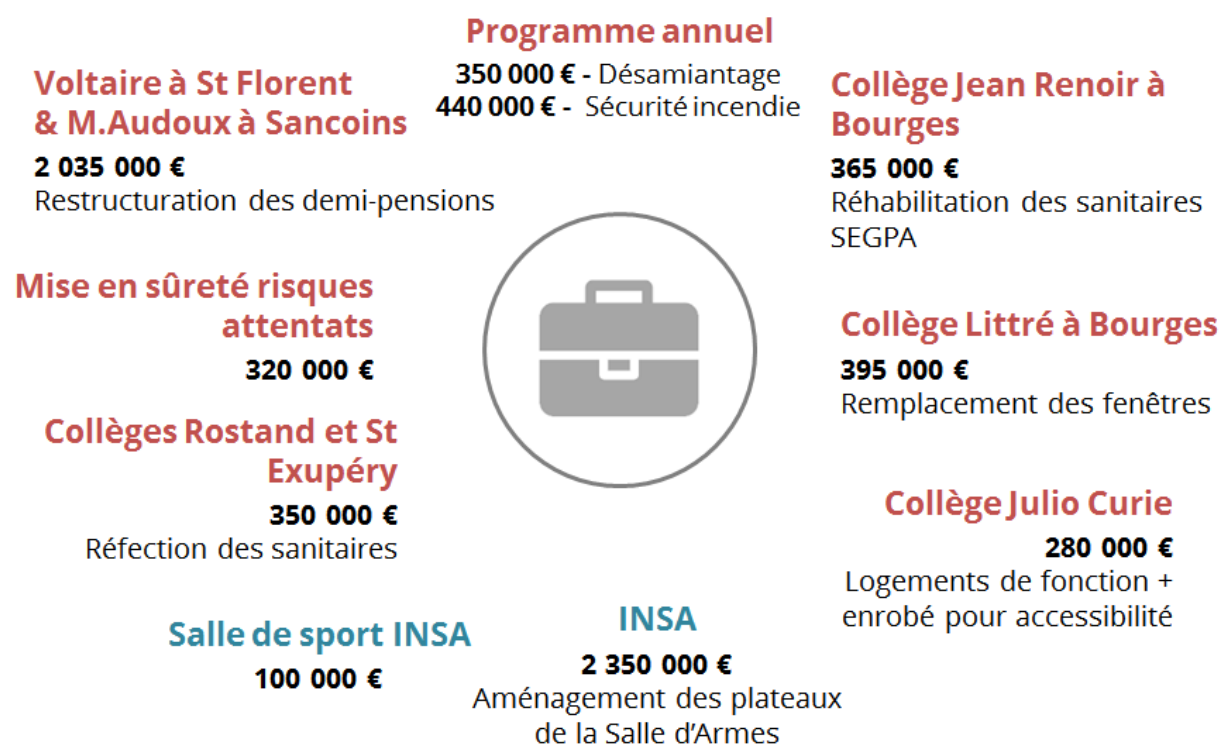 Programme annuel
350 000 € - Désamiantage
440 000 € - Sécurité incendie
Voltaire à St Florent
& M.Audoux à Sancoins
2 035 000 €
Restructuration des demi-pensions
Collège Jean Renoir à
Bourges
365 000 €
Réhabilitation des sanitaires
SEGPA
Mise en sûreté risques
attentats
320 000 €
Collège Littré à Bourges
395 000 €
Remplacement des fenêtres
Collèges Rostand et St
Exupéry
350 000 €
Réfection des sanitaires
Collège Julio Curie
280 000 €
Logements de fonction +
enrobé pour accessibilité
Salle de sport INSA
100 000 €
INSA
2 350 000 €
Aménagement des plateaux
de la Salle d'Armes